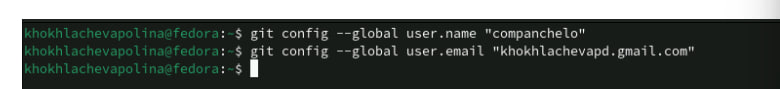 khokhlachevapolina@fedora:~$ git config --global user.name "companchelo"
khokhlachevapolina@fedora:~$ git config --global user.email "khokhlachevapd.gmail.com"
khokhlachevapolina@fedora:~$